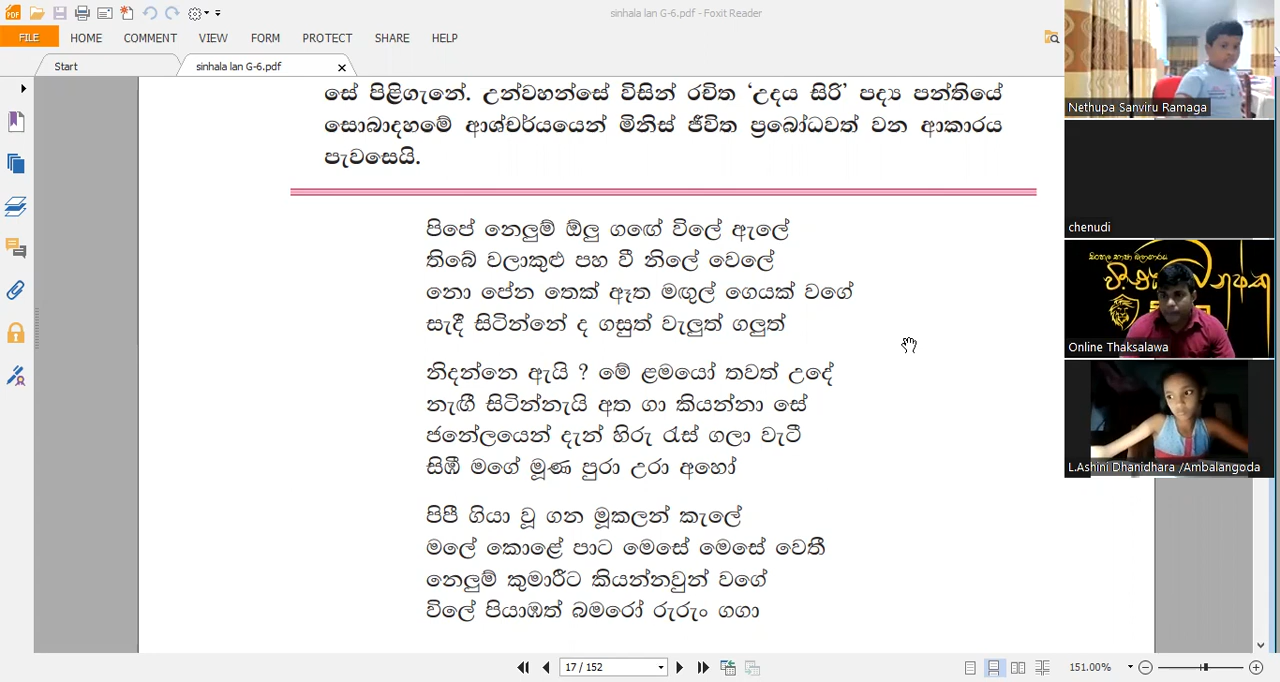 sinhala lan G-6.pdf - Foxit Reader
FILE HOME COMMENT VIEW FORM PROTECT SHARE HELP
Start sinhala lan G-6.pdf
සේ පිළිගැනේ. උන්වහන්සේ විසින් රචිත ‘උදය සිරි’ පද්‍ය පන්තියේ
සොබාදහමේ ආශ්චර්යයෙන් මිනිස් ජීවිත ප්‍රබෝධවත් වන ආකාරය
පැවසෙයි.
පිපේ නෙලුම් ඕලු ගඟේ විලේ ඇලේ
තිබේ වලාකුළු පහ වී නිලේ වෙලේ
නො පේන තෙක් ඈත මඟුල් ගෙයක් වගේ
සැදී සිටින්නේ ද ගසුත් වැලුත් ගලුත්
නිදන්නෙ ඇයි ? මේ ළමයෝ තවත් උදේ
නැඟී සිටින්නැයි අත ගා කියන්නා සේ
ජනේලයෙන් දැන් හිරු රැස් ගලා වැටී
සිඹී මගේ මූණ පුරා උරා අහෝ
පිපී ගියා වූ ගන මූකලන් කැලේ
මලේ කොළේ පාට මෙසේ මෙසේ වෙතී
නෙලුම් කුමාරීට කියන්නවුන් වගේ
විලේ පියාඹත් බමරෝ රුරුං ගගා
17 / 152
151.00%
Nethupa Sanviru Ramaga
chenudi
Online Thaksalawa
L.Ashini Dhanidhara /Ambalangoda